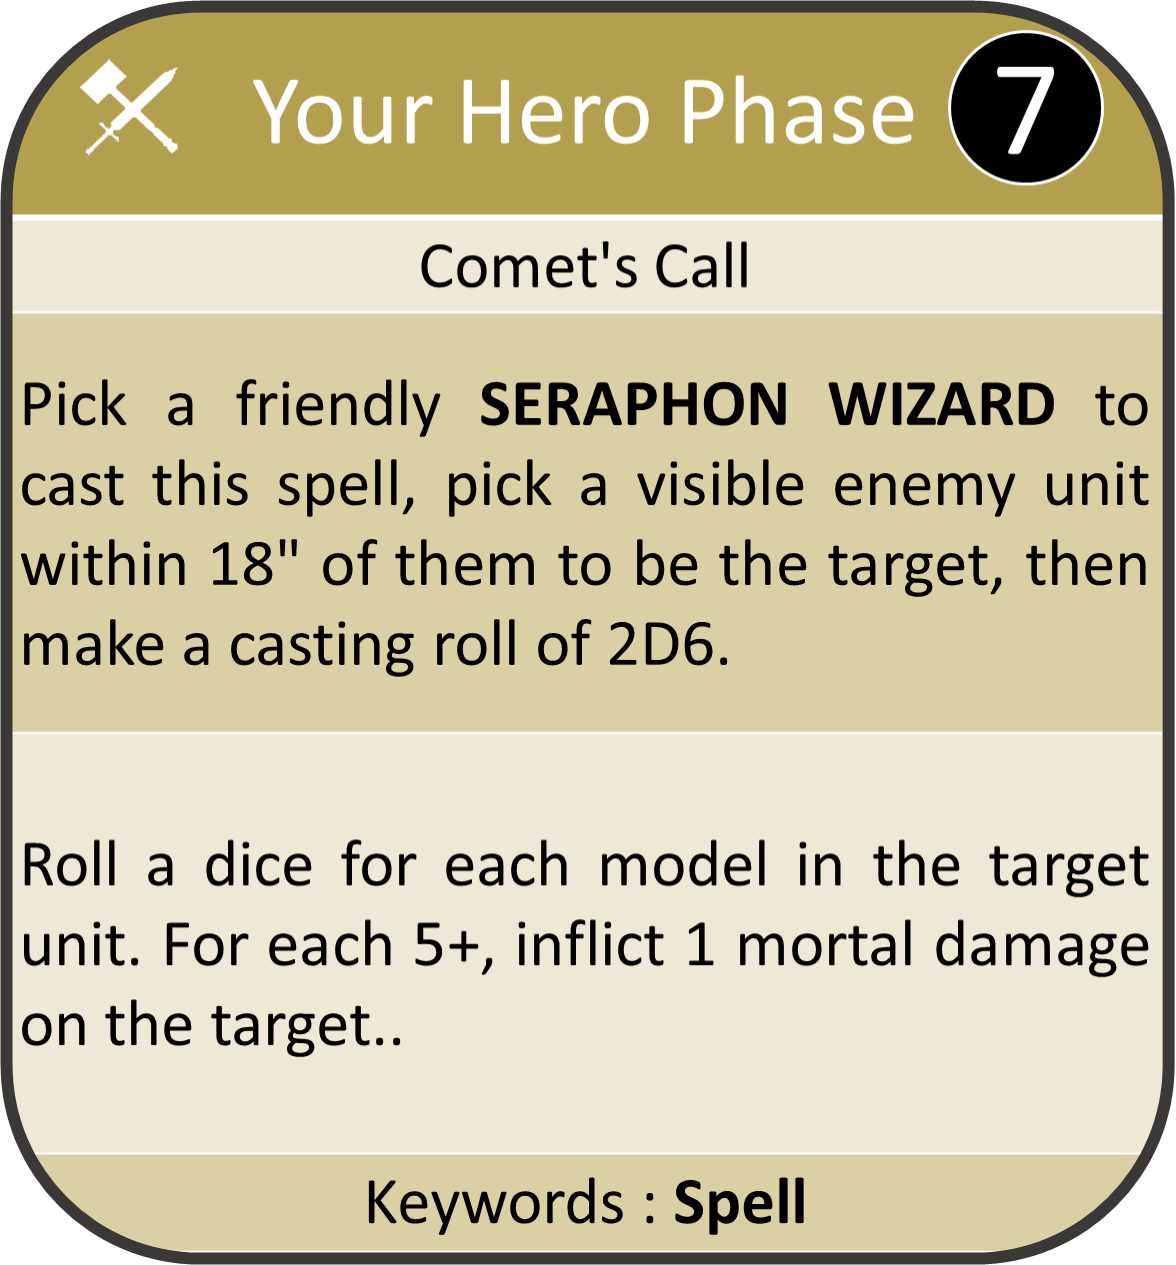 Your Hero Phase 7
Comet's Call
Pick a friendly SERAPHON WIZARD to
cast this spell, pick a visible enemy unit
within 18" of them to be the target, then
make a casting roll of 2D6.
Roll a dice for each model in the target
unit. For each 5+, inflict 1 mortal damage
on the target..
Keywords : Spell